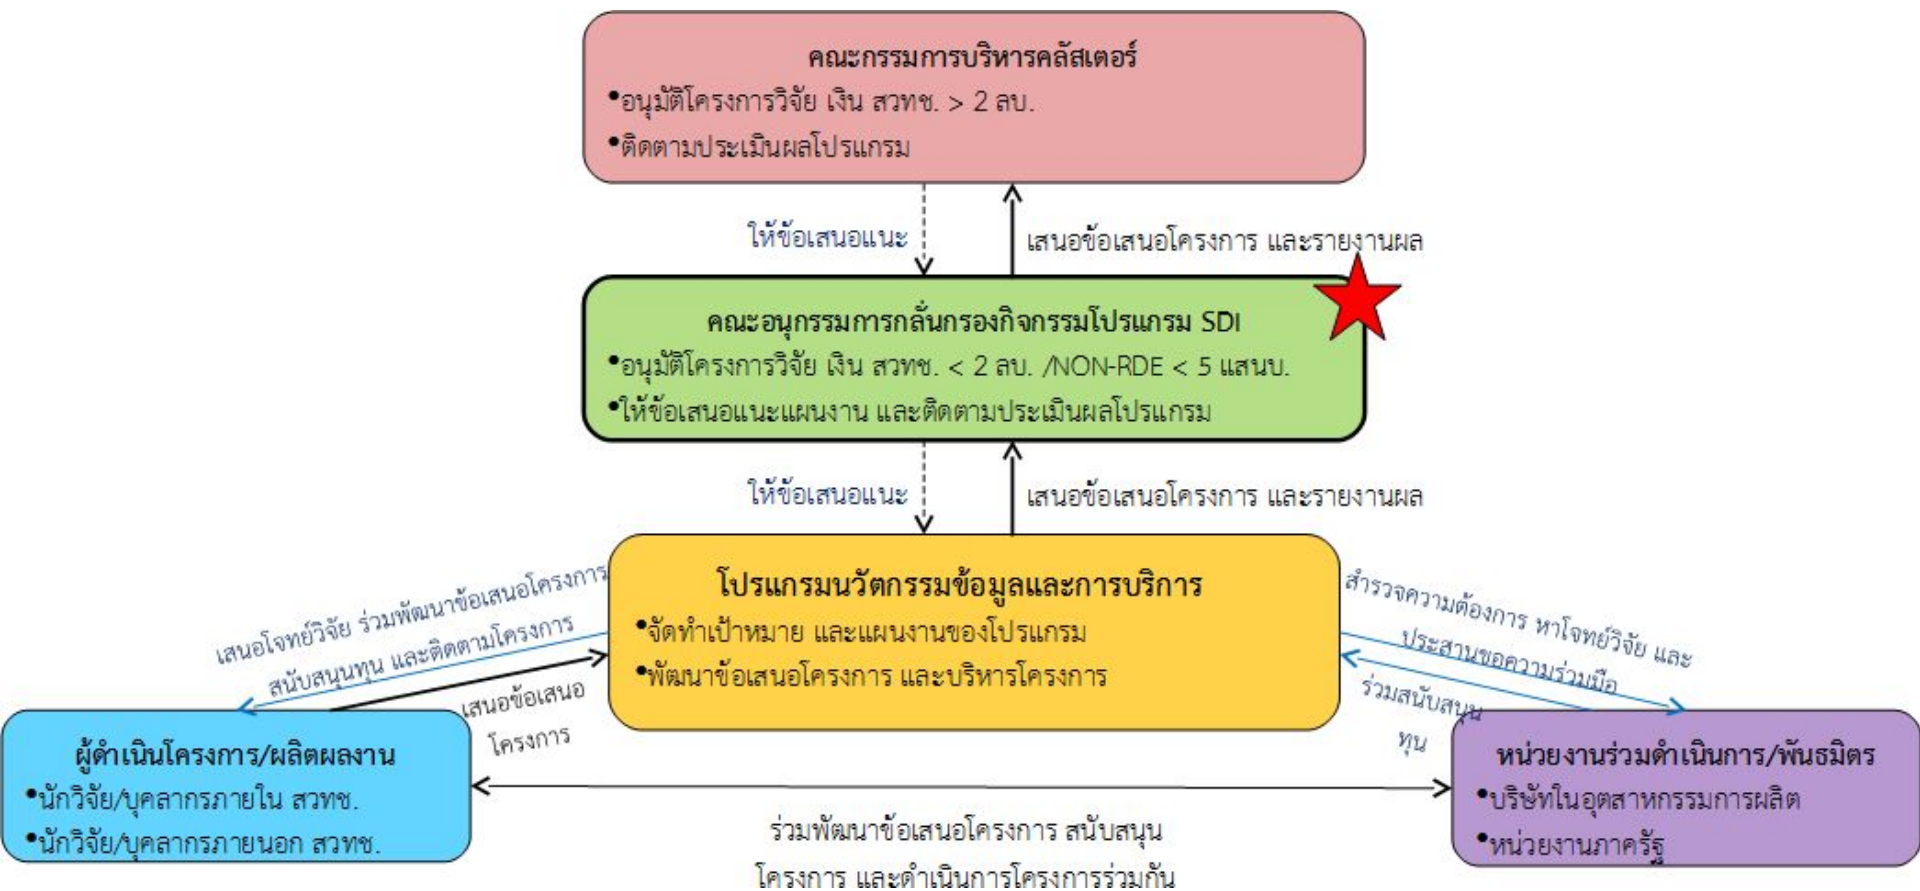 คณะกรรมการบริหารคลัสเตอร์
•อนุมัติโครงการวิจัย เงิน สวทช. > 2 ลบ.
•ติดตามประเมินผลโปรแกรม
ให้ข้อเสนอแนะ
เสนอข้อเสนอโครงการ และรายงานผล
คณะอนุกรรมการกลั่นกรองกิจกรรมโปรแกรม SDI
•อนุมัติโครงการวิจัย เงิน สวทช. < 2 ลบ. /NON-RDE < 5 แสนบ.
•ให้ข้อเสนอแนะแผนงาน และติดตามประเมินผลโปรแกรม
ให้ข้อเสนอแนะ
เสนอข้อเสนอโครงการ และรายงานผล
โปรแกรมนวัตกรรมข้อมูลและการบริการ
•จัดทำเป้าหมาย และแผนงานของโปรแกรม
•พัฒนาข้อเสนอโครงการ และบริหารโครงการ
เสนอโจทย์วิจัย ร่วมพัฒนาข้อเสนอโครงการ
สนับสนุนทุน และติดตามโครงการ
เสนอข้อเสนอ
โครงการ
สำรวจความต้องการ หาโจทย์วิจัย และ
ประสานขอความร่วมมือ
ร่วมสนับสนุน
ทุน
ผู้ดำเนินโครงการ/ผลิตผลงาน
•นักวิจัย/บุคลากรภายใน สวทช.
•นักวิจัย/บุคลากรภายนอก สวทช.
หน่วยงานร่วมดำเนินการ/พันธมิตร
•บริษัทในอุตสาหกรรมการผลิต
•หน่วยงานภาครัฐ
ร่วมพัฒนาข้อเสนอโครงการ สนับสนุน
โครงการ และดำเนินการโครงการร่วมกัน